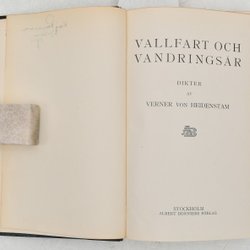 VALLFART OCH
VANDRINGSÅR
DIKTER
AV
VERNER VON HEIDENSTAM
STOCKHOLM
ALBERT BONNIERS FÖRLAG